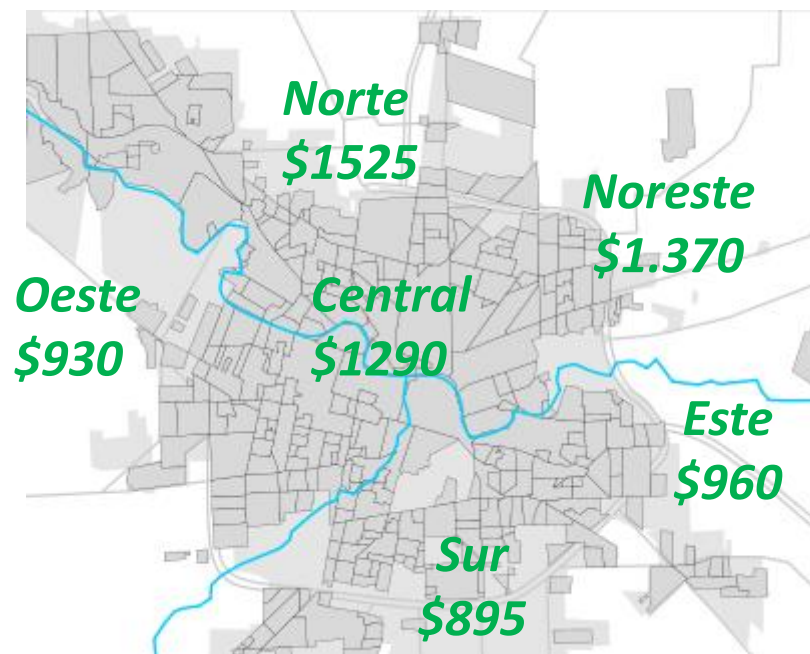 Norte
$1525
Noreste
$1.370
Oeste
$930
Central
$1290
Este
$960
Sur
$895